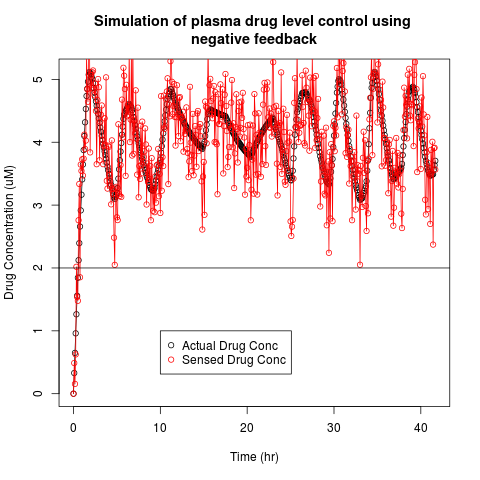 Simulation of plasma drug level control using
negative feedback
Drug Concentration (uM)
5
4
3
2
1
0
Actual Drug Conc
Sensed Drug Conc
0
10
20
30
40
Time (hr)